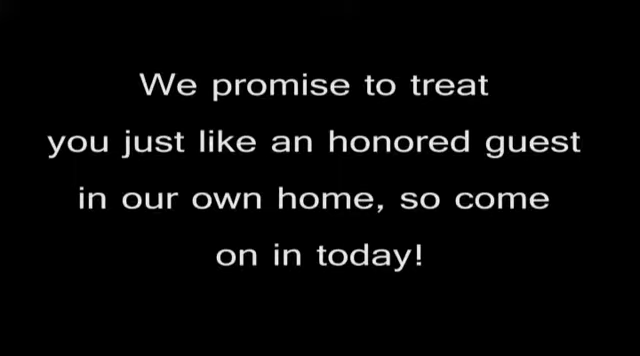 We promise to treat
you just like an honored guest
in our own home, so come
on in today!